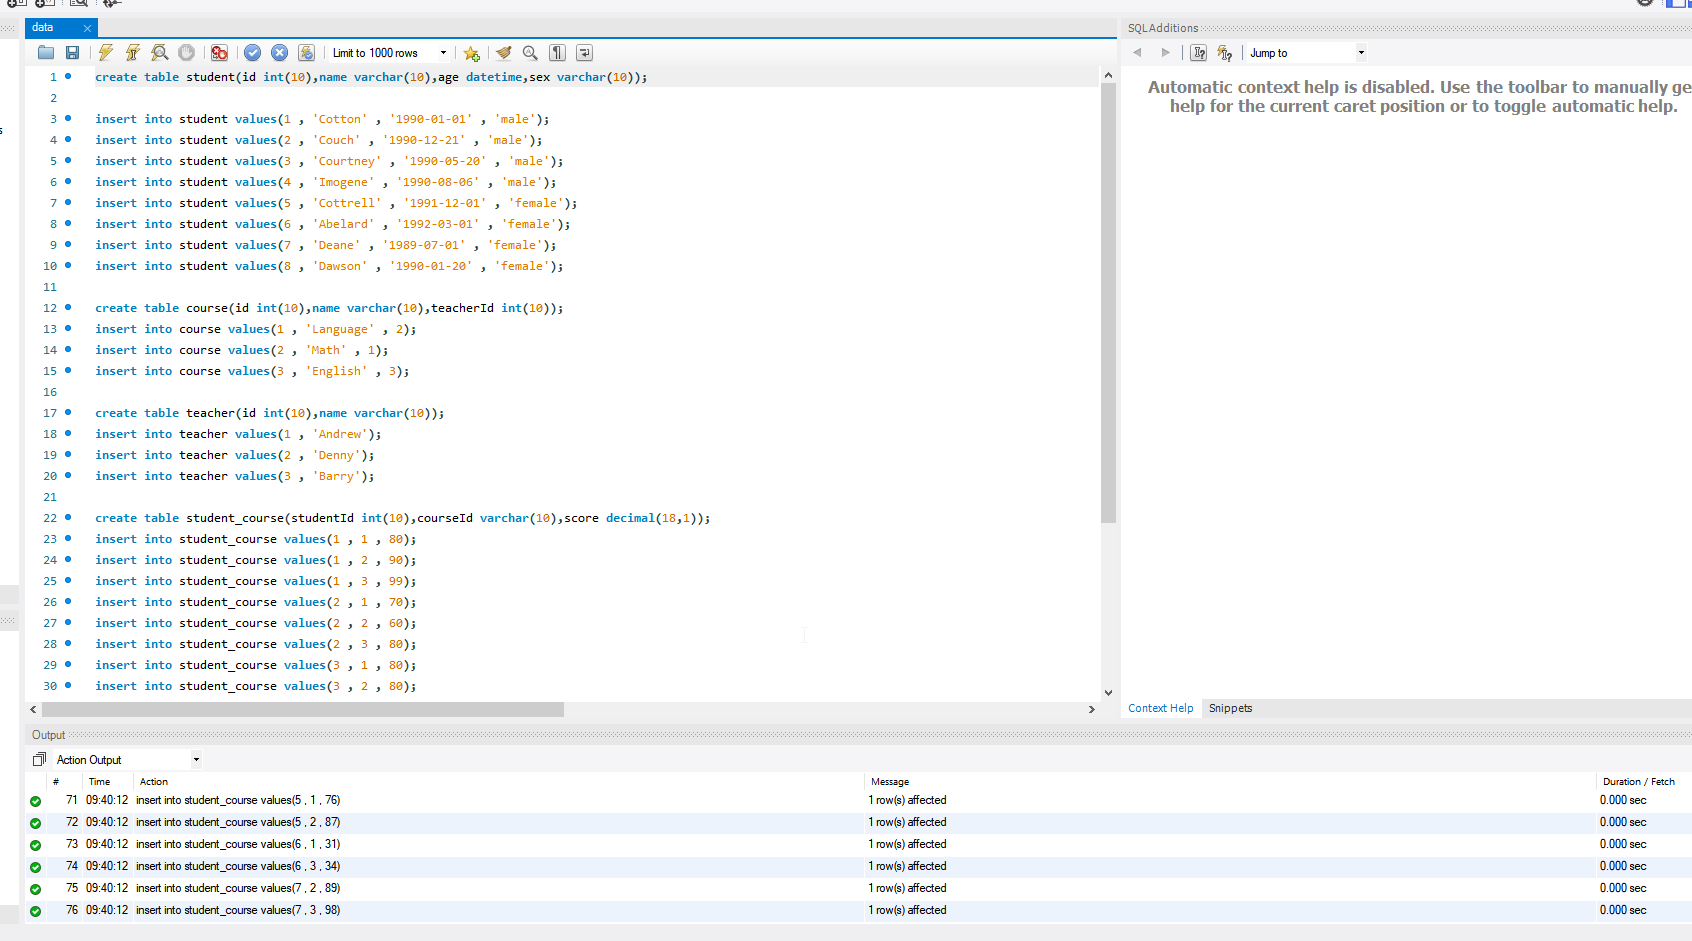 data
SQLAdditions
Limit to 1000 rows
Jump to
Automatic context help is disabled. Use the toolbar to manually ge
help for the current caret position or to toggle automatic help.
s
1 create table student(id int(10),name varchar(10),age datetime,sex varchar(10));
2
3 insert into student values(1 , 'Cotton' , '1990-01-01' , 'male');
4 insert into student values(2 , 'Couch' , '1990-12-21' , 'male');
5 insert into student values(3 , 'Courtney' , '1990-05-20' , 'male');
6 insert into student values(4 , 'Imogene' , '1990-08-06' , 'male');
7 insert into student values(5 , 'Cottrell' , '1991-12-01' , 'female');
8 insert into student values(6 , 'Abelard' , '1992-03-01' , 'female');
9 insert into student values(7 , 'Deane' , '1989-07-01' , 'female');
10 insert into student values(8 , 'Dawson' , '1990-01-20' , 'female');
11
12 create table course(id int(10),name varchar(10),teacherId int(10));
13 insert into course values(1 , 'Language' , 2);
14 insert into course values(2 , 'Math' , 1);
15 insert into course values(3 , 'English' , 3);
16
17 create table teacher(id int(10),name varchar(10));
18 insert into teacher values(1 , 'Andrew');
19 insert into teacher values(2 , 'Denny');
20 insert into teacher values(3 , 'Barry');
21
22 create table student_course(studentId int(10),courseId varchar(10),score decimal(18,1));
23 insert into student_course values(1 , 1 , 80);
24 insert into student_course values(1 , 2 , 90);
25 insert into student_course values(1 , 3 , 99);
26 insert into student_course values(2 , 1 , 70);
27 insert into student_course values(2 , 2 , 60);
28 insert into student_course values(2 , 3 , 80);
29 insert into student_course values(3 , 1 , 80);
30 insert into student_course values(3 , 2 , 80);
Context Help Snippets
Output
Action Output
# Time Action Message Duration / Fetch
71 09:40:12 insert into student_course values(5 , 1 , 76) 1 row(s) affected 0.000 sec
72 09:40:12 insert into student_course values(5 , 2 , 87) 1 row(s) affected 0.000 sec
73 09:40:12 insert into student_course values(6 , 1 , 31) 1 row(s) affected 0.000 sec
74 09:40:12 insert into student_course values(6 , 3 , 34) 1 row(s) affected 0.000 sec
75 09:40:12 insert into student_course values(7 , 2 , 89) 1 row(s) affected 0.000 sec
76 09:40:12 insert into student_course values(7 , 3 , 98) 1 row(s) affected 0.000 sec